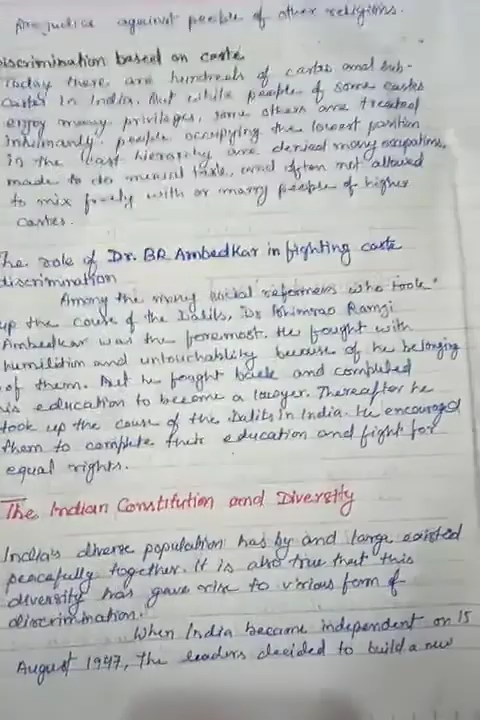 Prejudice against people of other religions.
iscrimination based on caste
Today there are hundreds of castes and sub-
castes in India. But while people of some castes
enjoy many privileges, some others are treated
inhumanly. people occupying the lowest position
in the cast hierarchy are denied many occupations,
made to do menial task, and often not allowed
to mix freely with or marry people of higher
castes.
The role of Dr. BR Ambedkar in fighting caste
discrimination
Among the many social reformers who took
up the cause of the Dalits, Dr Bhimrao Ramji
Ambedkar was the foremost. He fought with
humilition and untouchability because of he belonging
of them. But he fought back and completed
his education to become a lawyer. Thereafter he
took up the cause of the Dalits in India. He encouraged
them to complete their education and fight for
equal rights.
The Indian Constitution and Diversity
India's diverse population has by and large existed
peacefully together. It is also true that this
diversity has gave rise to various form of
discrimination.
When India became independent on 15
August 1947, the leaders decided to build a new